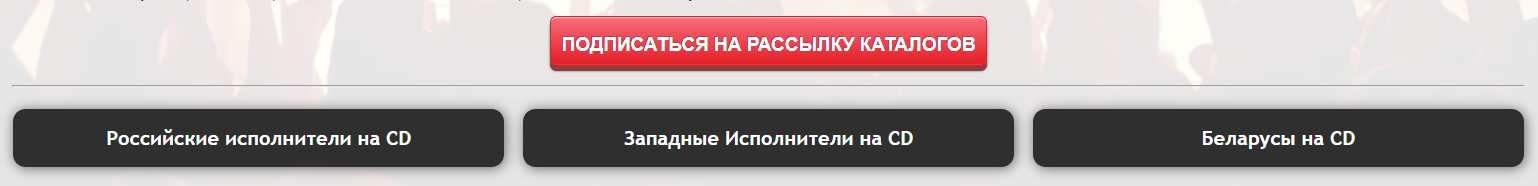 ПОДПИСАТЬСЯ НА РАССЫЛКУ КАТАЛОГОВ
Российские исполнители на CD
Западные Исполнители на CD
Беларусы на CD